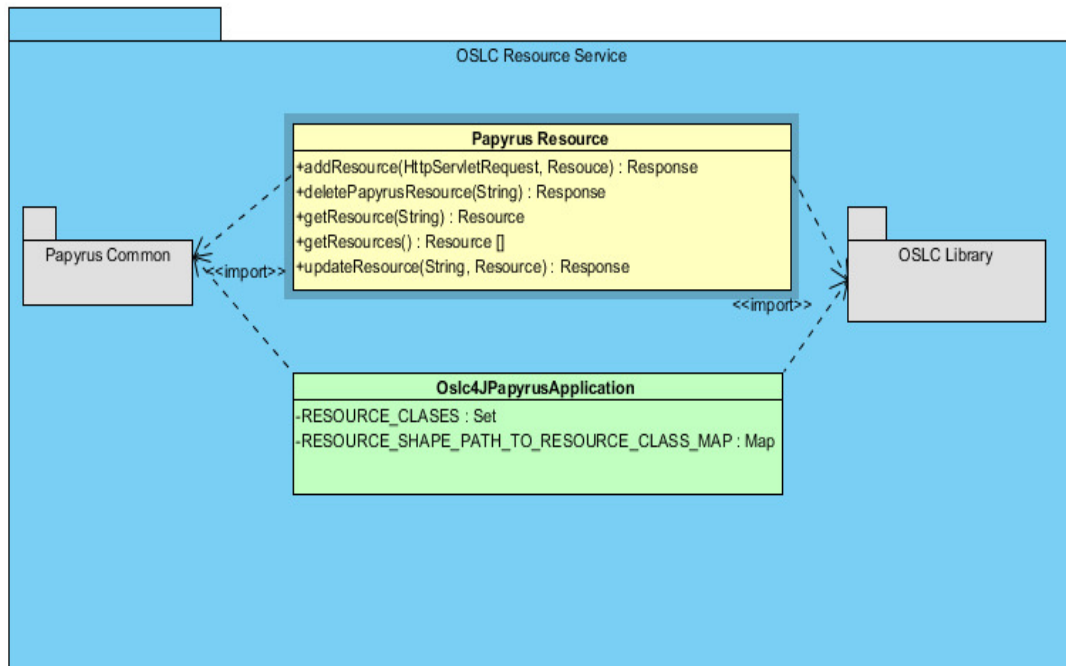 OSLC Resource Service
Papyrus Resource
+addResource(HttpServletRequest, Resouce) : Response
+deletePapyrusResource(String) : Response
+getResource(String) : Resource
+getResources() : Resource []
+updateResource(String, Resource) : Response
Papyrus Common
<<import>>
OSLC Library
<<import>>
Oslc4JPapyrusApplication
-RESOURCE_CLASES : Set
-RESOURCE_SHAPE_PATH_TO_RESOURCE_CLASS_MAP : Map